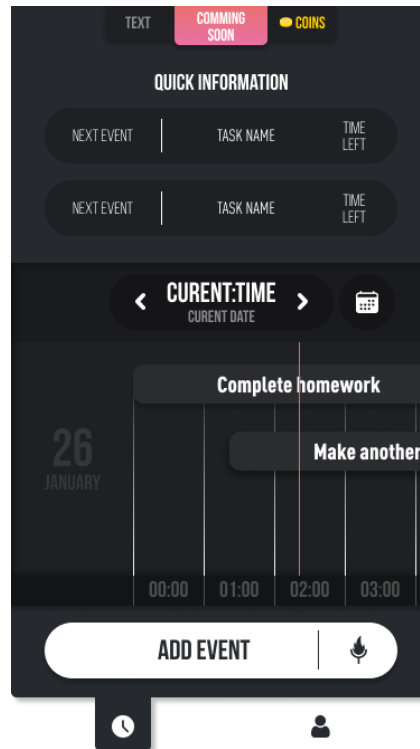 TEXT
COMMING
SOON
COINS
QUICK INFORMATION
NEXT EVENT TASK NAME TIME
LEFT
NEXT EVENT TASK NAME TIME
LEFT
CURENT:TIME
CURENT DATE
Complete homework
26
JANUARY
Make another
00:00 01:00 02:00 03:00
ADD EVENT